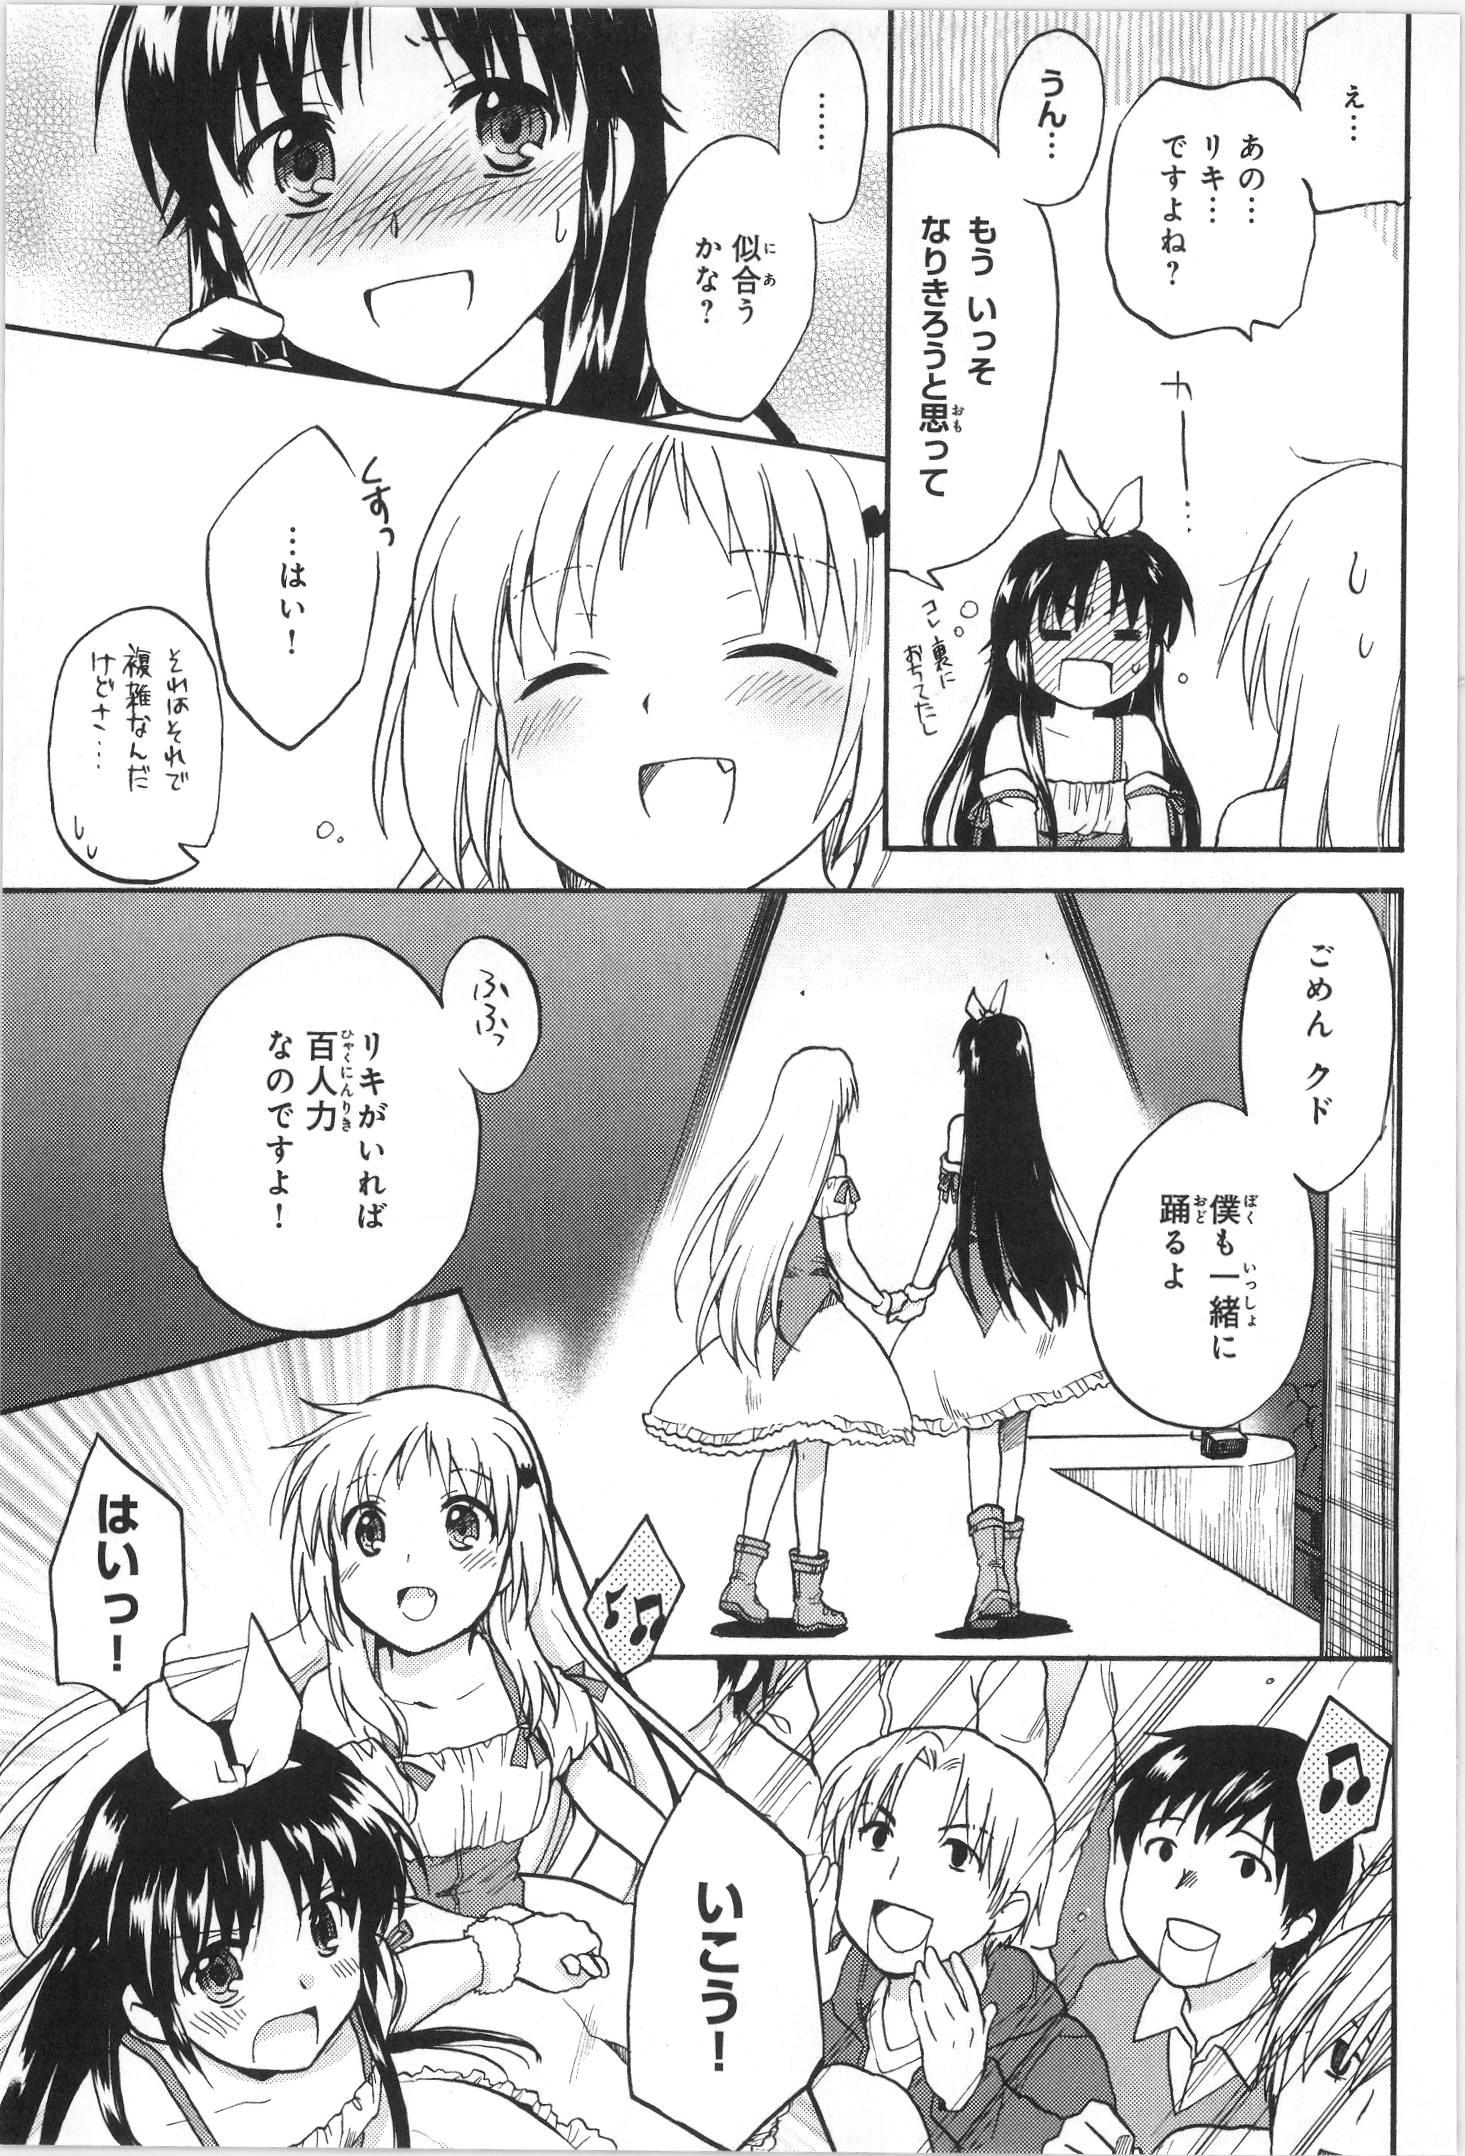 え…
あの…
リキ…
ですよね?
カーー…
うん…
もう いっそ
なりきろうと思って
コレ裏に
おちてたし
……
似合う
かな?
くすっ
…はい!
それはそれで
複雑なんだ
けどさ…
ごめん クド
僕も一緒に
踊るよ
ふふっ
リキがいれば
百人力
なのですよ!
いこう!
はいっ!